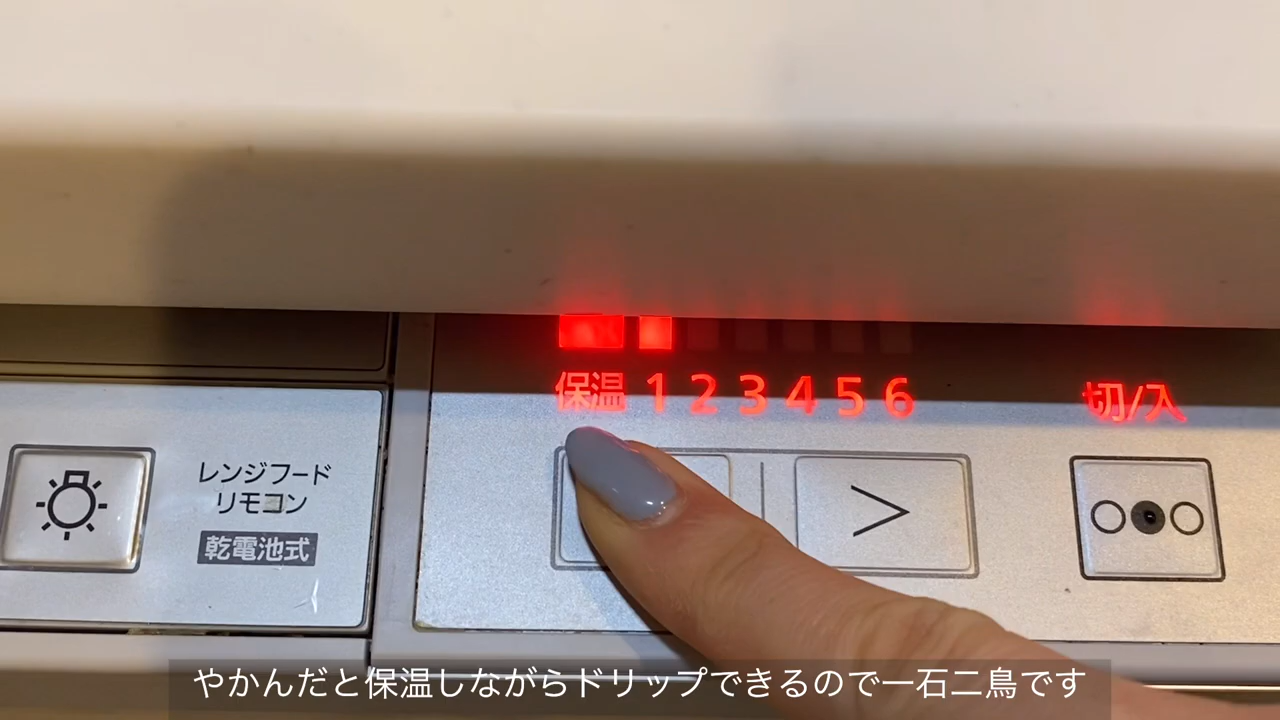 保温 1 2 3 4 5 6
切/入
レンジフード
リモコン
乾電池式
やかんだと保温しながらドリップできるので一石二鳥です